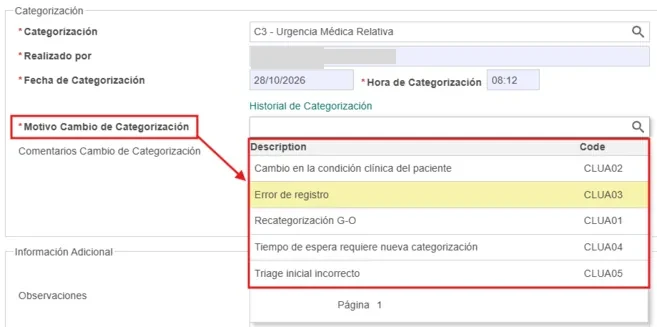 Categorización
*Categorización C3 - Urgencia Médica Relativa
*Realizado por
*Fecha de Categorización 28/10/2026 *Hora de Categorización 08:12
Historial de Categorización
*Motivo Cambio de Categorización
Comentarios Cambio de Categorización
Description Code
Cambio en la condición clínica del paciente CLUA02
Error de registro CLUA03
Recategorización G-O CLUA01
Tiempo de espera requiere nueva categorización CLUA04
Triage inicial incorrecto CLUA05
Información Adicional
Observaciones
Página 1